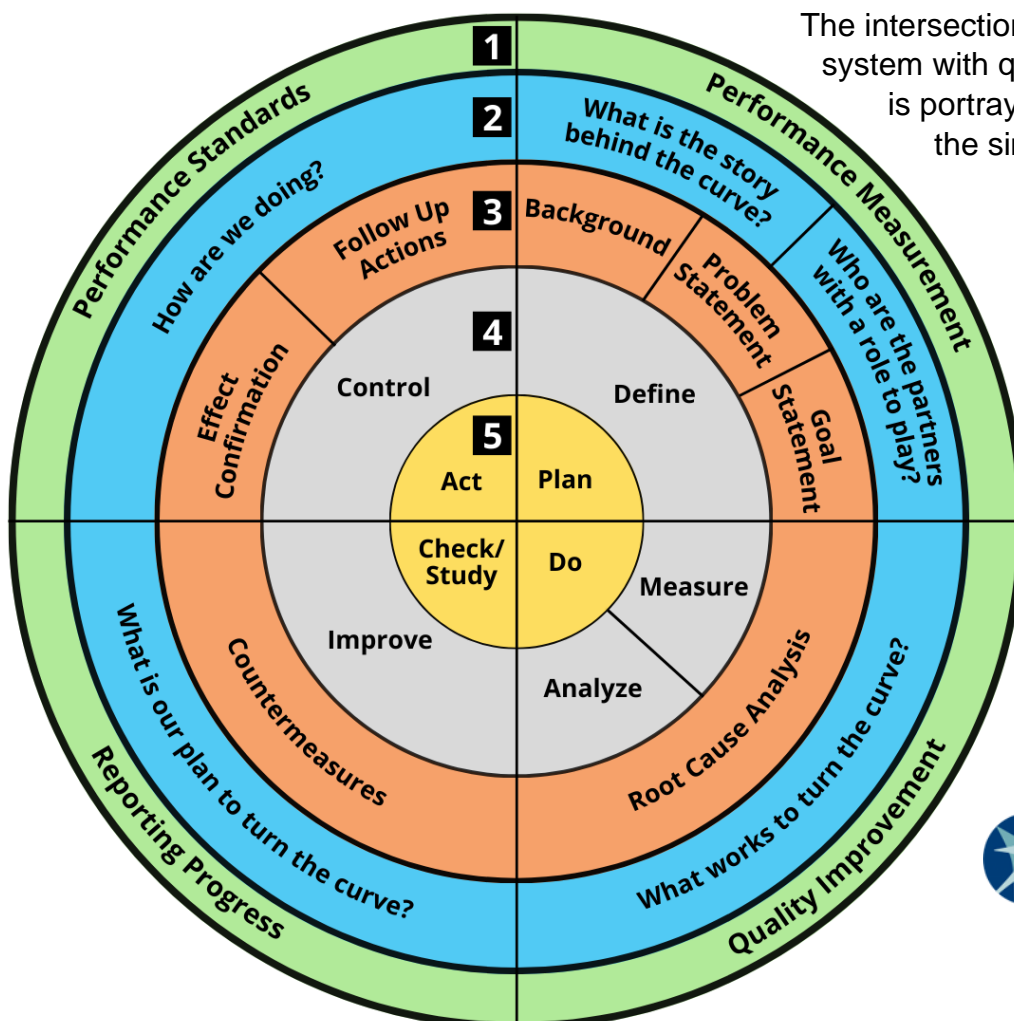 The intersection
system with q
is portray
the sin
1
Performance Standards
Performance Measurement
Quality Improvement
Reporting Progress
2
How are we doing?
What is the story
behind the curve?
Who are the partners
with a role to play?
What works to turn the curve?
What is our plan to turn the curve?
3
Follow Up
Actions
Background
Problem
Statement
Goal
Statement
Root Cause Analysis
Countermeasures
Effect
Confirmation
4
Control
Define
Measure
Analyze
Improve
5
Act
Plan
Do
Check/
Study